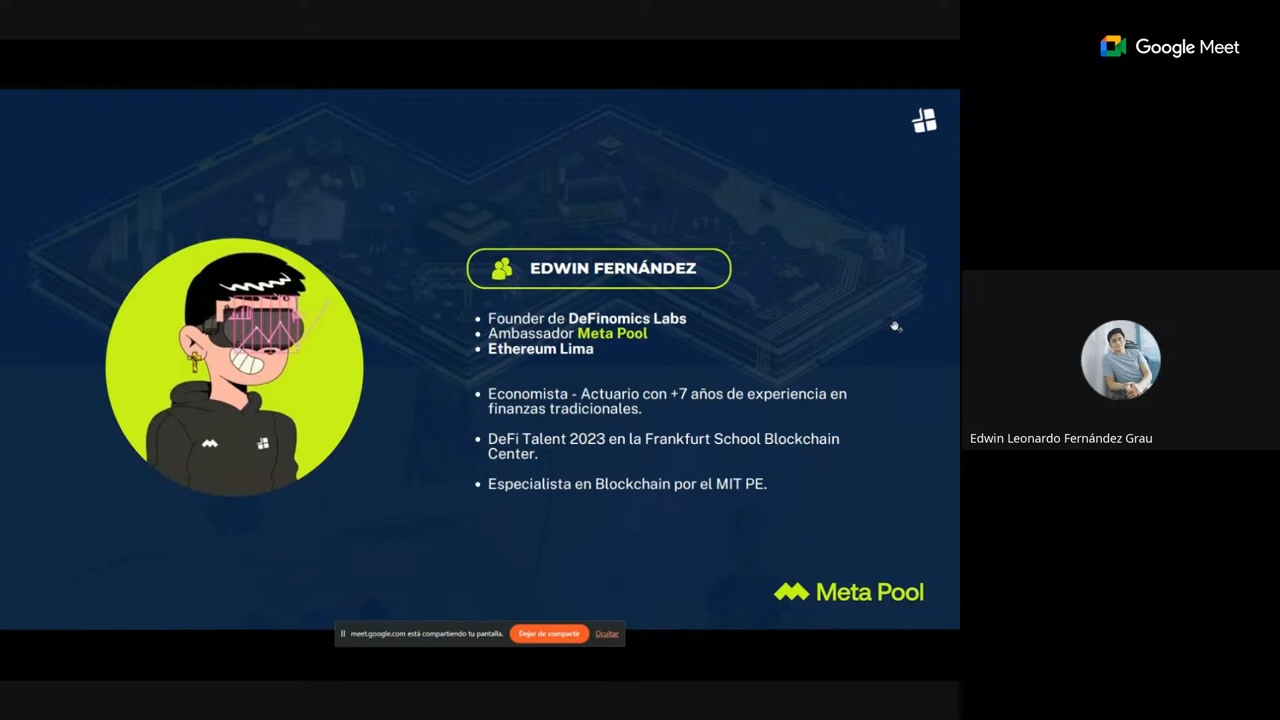 Google Meet
EDWIN FERNÁNDEZ
Founder de DeFinomics Labs
Ambassador Meta Pool
Ethereum Lima
Economista - Actuario con +7 años de experiencia en
finanzas tradicionales.
DeFi Talent 2023 en la Frankfurt School Blockchain
Center.
Especialista en Blockchain por el MIT PE.
Edwin Leonardo Fernández Grau
Meta Pool
meet.google.com está compartiendo tu pantalla.
Dejar de compartir
Ocultar